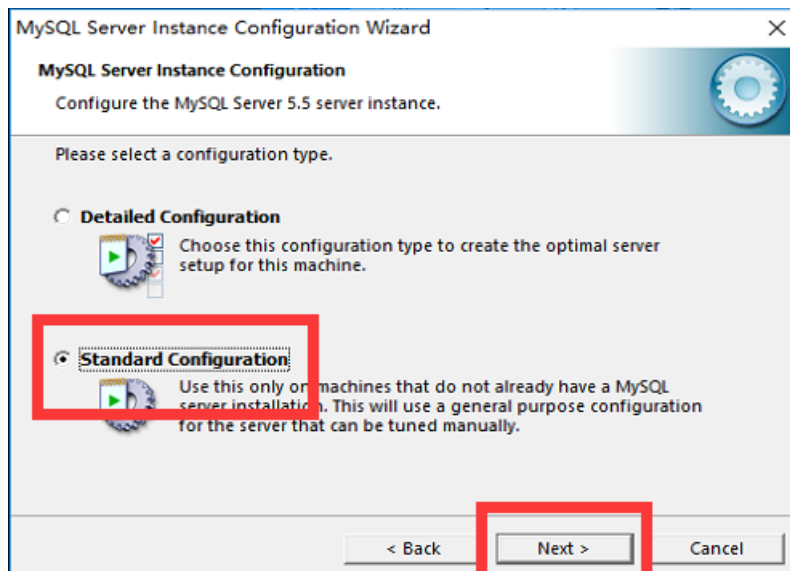 MySQL Server Instance Configuration Wizard
MySQL Server Instance Configuration
Configure the MySQL Server 5.5 server instance.
Please select a configuration type.
Detailed Configuration
Choose this configuration type to create the optimal server
setup for this machine.
Standard Configuration
Use this only on machines that do not already have a MySQL
server installation. This will use a general purpose configuration
for the server that can be tuned manually.
< Back Next > Cancel